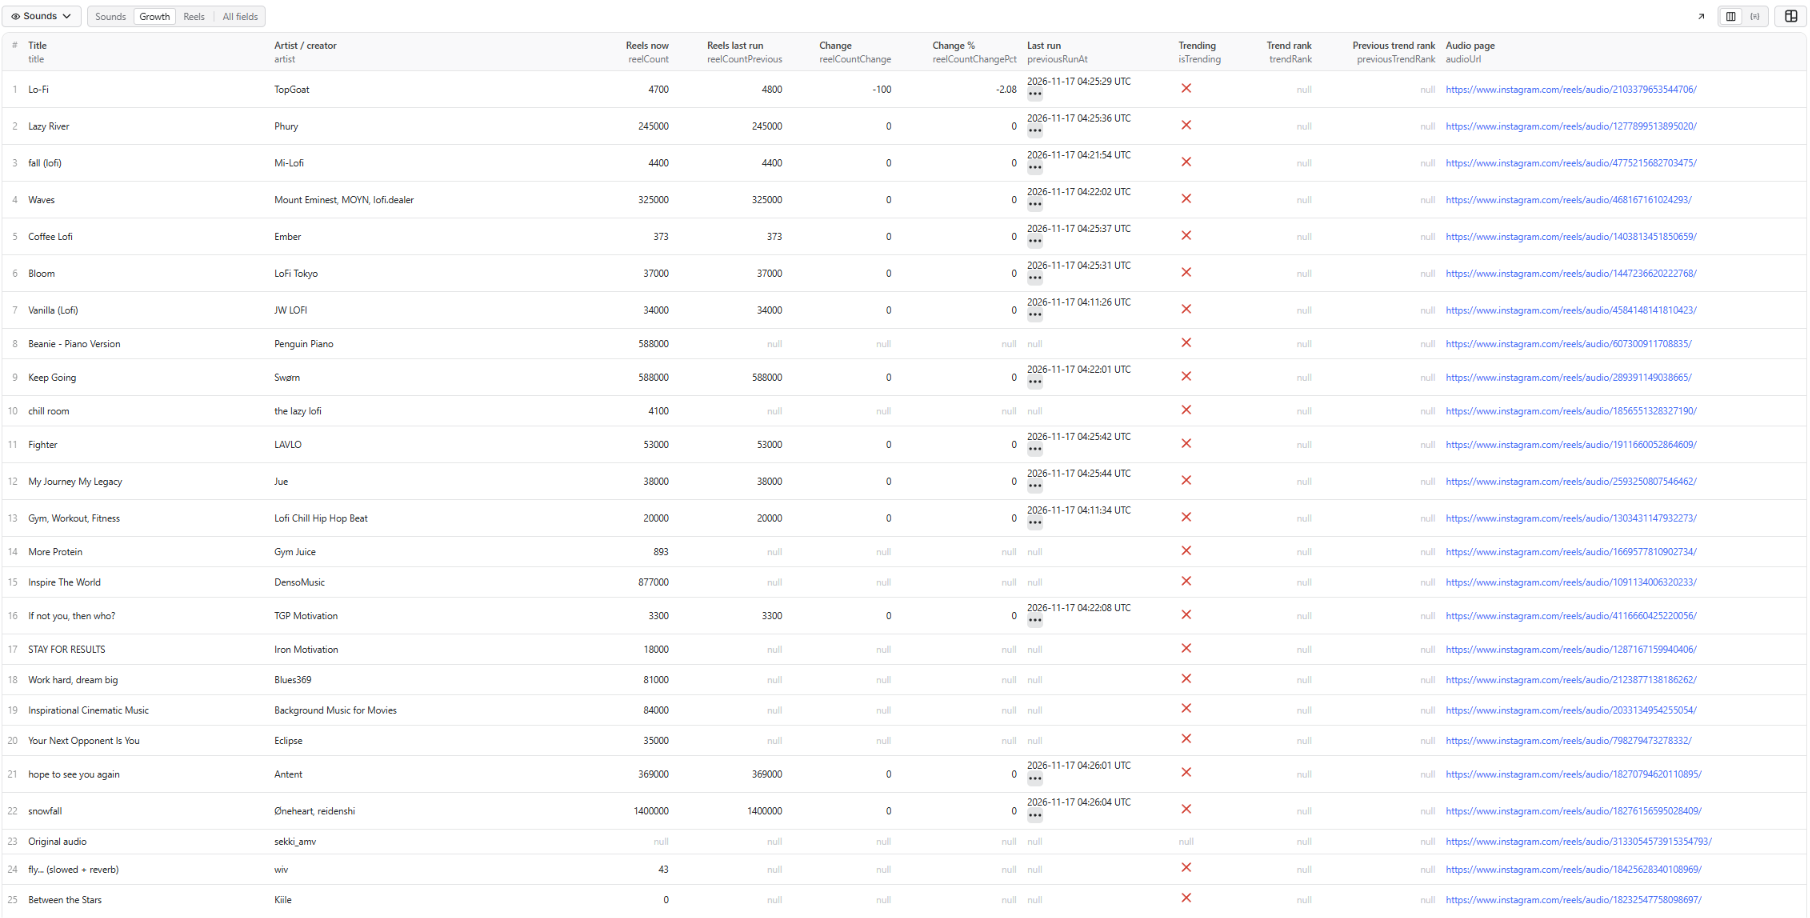 Sounds
Sounds Growth Reels All fields
# Title Artist / creator Reels now Reels last run Change Change % Last run Trending Trend rank Previous trend rank Audio page
title artist reelCount reelCountPrevious reelCountChange reelCountChangePct previousRunAt isTrending trendRank previousTrendRank audioUrl
1 Lo-Fi TopGoat 4700 4800 -100 -2.08 2026-11-17 04:25:29 UTC null null https://www.instagram.com/reels/audio/2103379653544706/
2 Lazy River Phury 245000 245000 0 0 2026-11-17 04:25:36 UTC null null https://www.instagram.com/reels/audio/1277899513895020/
3 fall (lofi) Mi-Lofi 4400 4400 0 0 2026-11-17 04:21:54 UTC null null https://www.instagram.com/reels/audio/4775215682703475/
4 Waves Mount Eminest, MOYN, lofi.dealer 325000 325000 0 0 2026-11-17 04:22:02 UTC null null https://www.instagram.com/reels/audio/468167161024293/
5 Coffee Lofi Ember 373 373 0 0 2026-11-17 04:25:37 UTC null null https://www.instagram.com/reels/audio/1403813451850659/
6 Bloom LoFi Tokyo 37000 37000 0 0 2026-11-17 04:25:31 UTC null null https://www.instagram.com/reels/audio/1447236620222768/
7 Vanilla (Lofi) JW LOFI 34000 34000 0 0 2026-11-17 04:11:26 UTC null null https://www.instagram.com/reels/audio/4584148141810423/
8 Beanie - Piano Version Penguin Piano 588000 null null null null null null https://www.instagram.com/reels/audio/607300911708835/
9 Keep Going Swørn 588000 588000 0 0 2026-11-17 04:22:01 UTC null null https://www.instagram.com/reels/audio/289391149038665/
10 chill room the lazy lofi 4100 null null null null null null https://www.instagram.com/reels/audio/1856551328327190/
11 Fighter LAVLO 53000 53000 0 0 2026-11-17 04:25:42 UTC null null https://www.instagram.com/reels/audio/1911660052864609/
12 My Journey My Legacy Jue 38000 38000 0 0 2026-11-17 04:25:44 UTC null null https://www.instagram.com/reels/audio/2593250807546462/
13 Gym, Workout, Fitness Lofi Chill Hip Hop Beat 20000 20000 0 0 2026-11-17 04:11:34 UTC null null https://www.instagram.com/reels/audio/1303431147932273/
14 More Protein Gym Juice 893 null null null null null null https://www.instagram.com/reels/audio/1669577810902734/
15 Inspire The World DensoMusic 877000 null null null null null null https://www.instagram.com/reels/audio/1091134006320233/
16 If not you, then who? TGP Motivation 3300 3300 0 0 2026-11-17 04:22:08 UTC null null https://www.instagram.com/reels/audio/4116660425220056/
17 STAY FOR RESULTS Iron Motivation 18000 null null null null null null https://www.instagram.com/reels/audio/1287167159940406/
18 Work hard, dream big Blues369 81000 null null null null null null https://www.instagram.com/reels/audio/2123877138186262/
19 Inspirational Cinematic Music Background Music for Movies 84000 null null null null null null https://www.instagram.com/reels/audio/2033134954255054/
20 Your Next Opponent Is You Eclipse 35000 null null null null null null https://www.instagram.com/reels/audio/798279473278332/
21 hope to see you again Antent 369000 369000 0 0 2026-11-17 04:26:01 UTC null null https://www.instagram.com/reels/audio/18270794620110895/
22 snowfall Øneheart, reidenshi 1400000 1400000 0 0 2026-11-17 04:26:04 UTC null null https://www.instagram.com/reels/audio/18276156595028409/
23 Original audio sekki_amv null null null null null null null null https://www.instagram.com/reels/audio/3133054573915354793/
24 fly... (slowed + reverb) wiv 43 null null null null null null https://www.instagram.com/reels/audio/18425628340108969/
25 Between the Stars Kiile 0 null null null null null null https://www.instagram.com/reels/audio/18232547758098697/